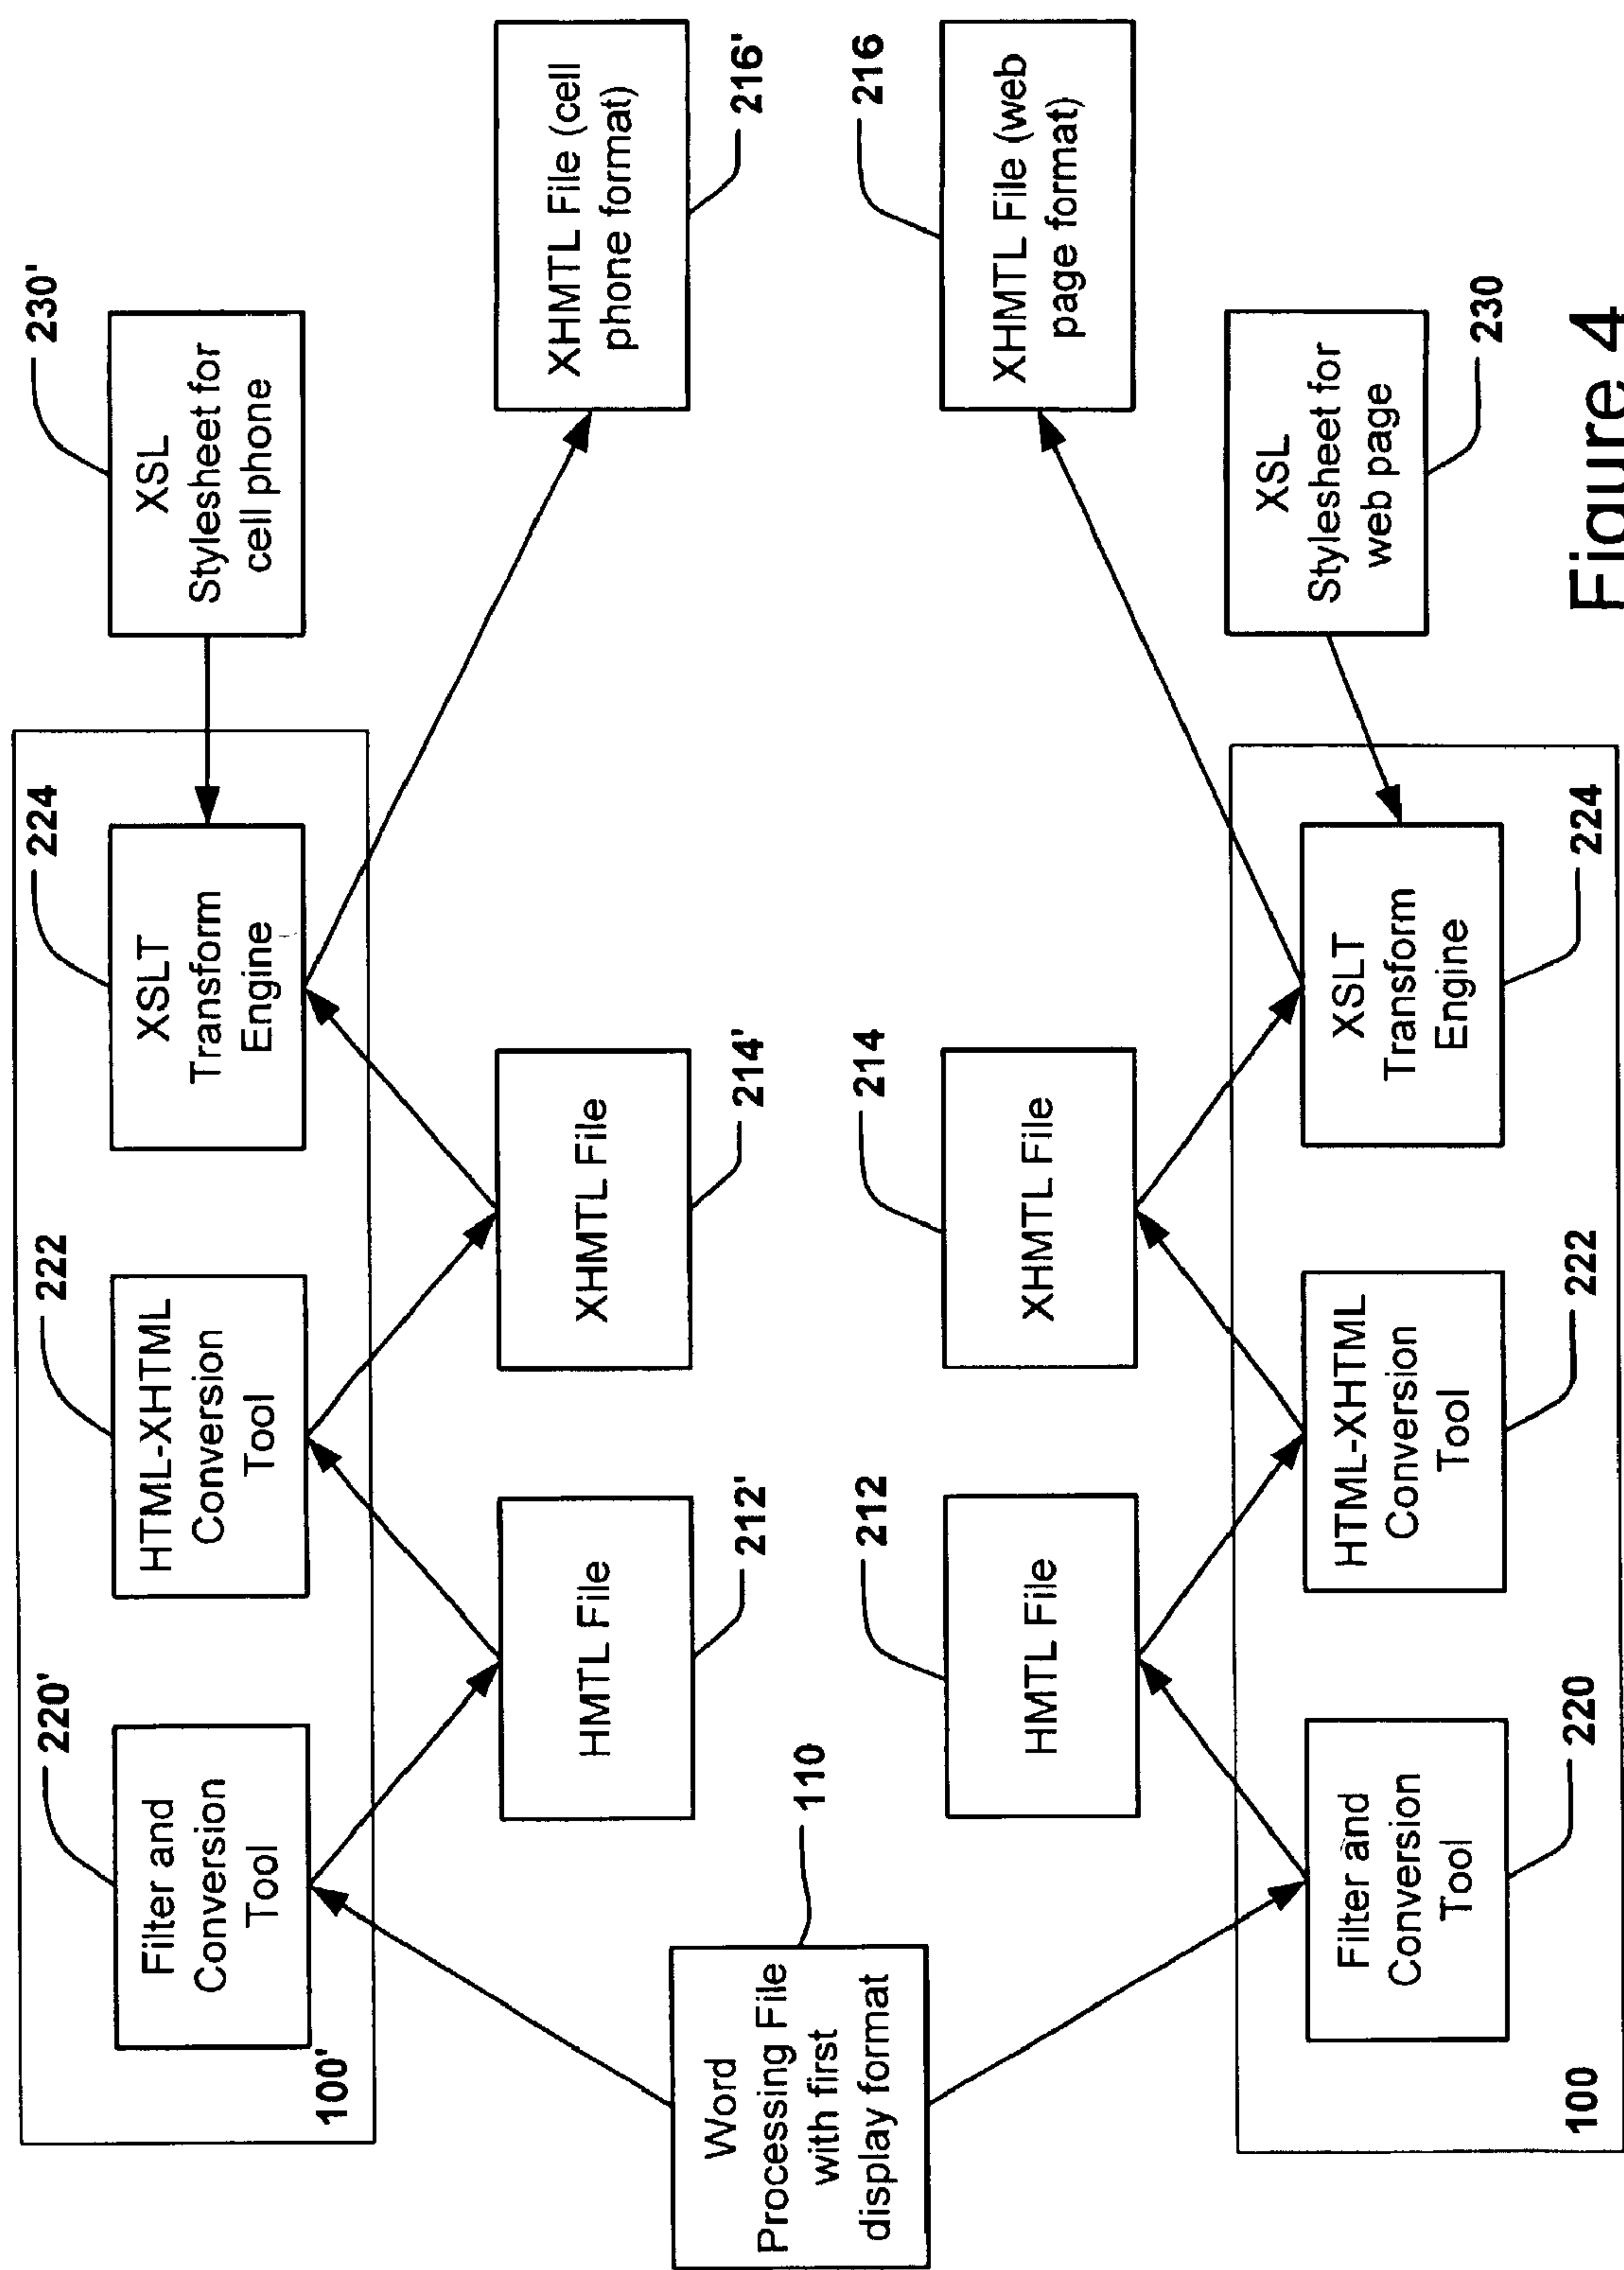 100'
Filter and
Conversion
Tool
220'
HTML-XHTML
Conversion
Tool
222
XSLT
Transform
Engine
224
XSL
Stylesheet for
cell phone
230'
HMTL File
212'
XHMTL File
214'
XHMTL File (cell
phone format)
216'
Word
Processing File
with first
display format
110
HMTL File
212
XHMTL File
214
XHMTL File (web
page format)
216
100
Filter and
Conversion
Tool
220
HTML-XHTML
Conversion
Tool
222
XSLT
Transform
Engine
224
XSL
Stylesheet for
web page
230
Figure 4